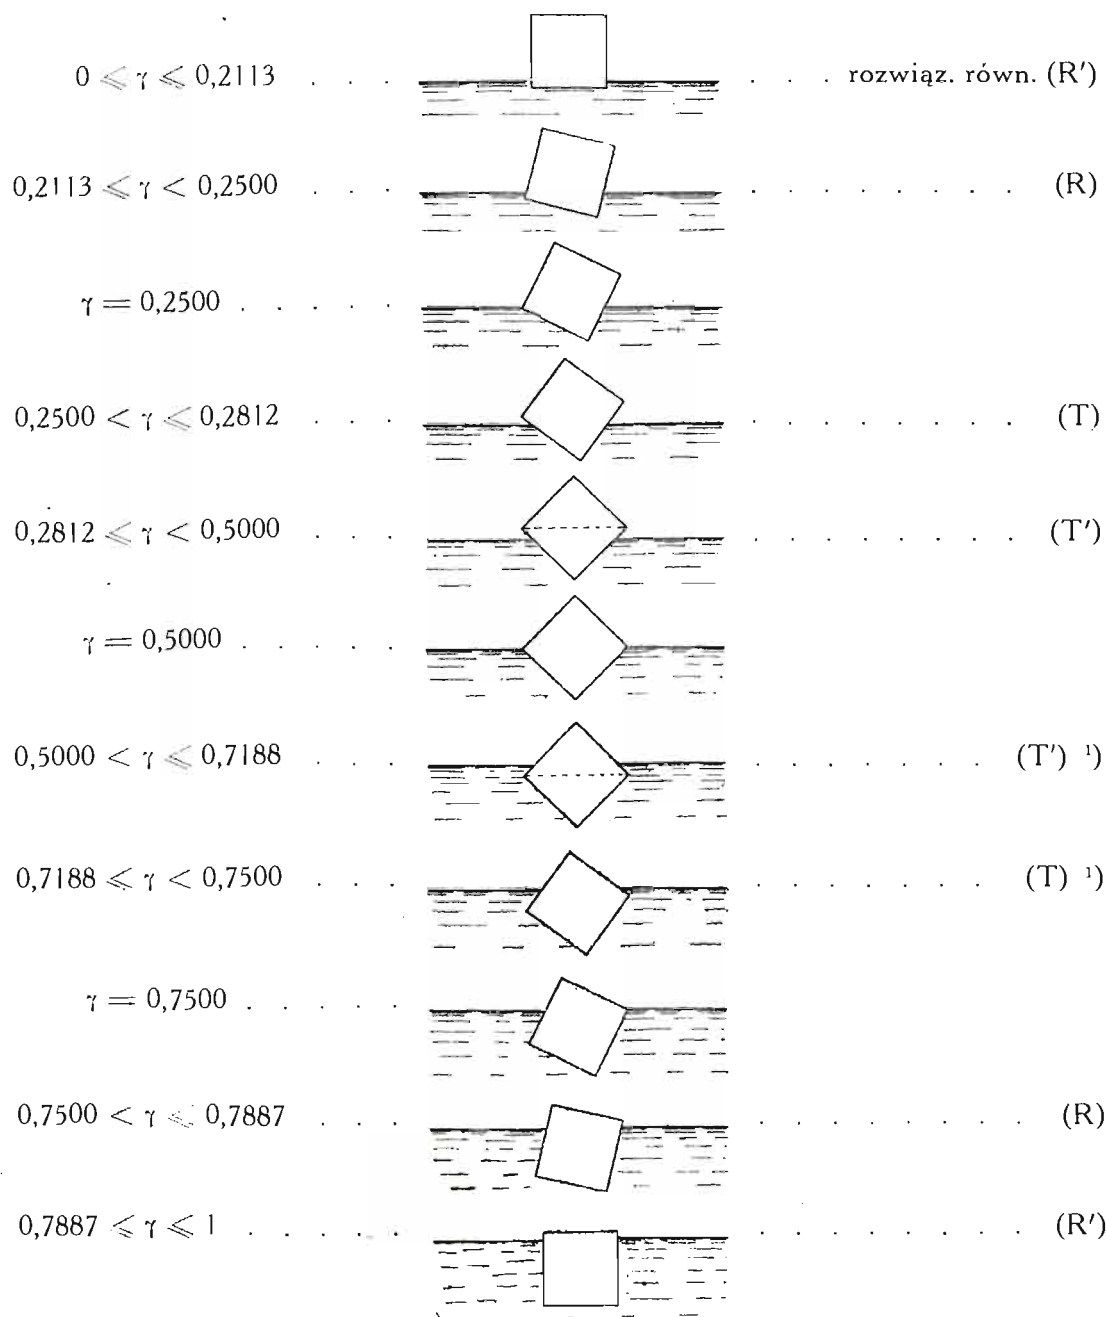 0 ⩽ γ ⩽ 0,2113 . . . . . . rozwiąz. równ. (R′)
0,2113 ⩽ γ < 0,2500 . . . . . . . . . . . . (R)
γ = 0,2500 . . . . .
0,2500 < γ ⩽ 0,2812 . . . . . . . . . . . . (T)
0,2812 ⩽ γ < 0,5000 . . . . . . . . . . . . (T′)
γ = 0,5000 . . . . .
0,5000 < γ ⩽ 0,7188 . . . . . . . . . . . (T′) ¹)
0,7188 ⩽ γ < 0,7500 . . . . . . . . . . . (T) ¹)
γ = 0,7500 . . . . .
0,7500 < γ ⩽ 0,7887 . . . . . . . . . . . (R)
0,7887 ⩽ γ ⩽ 1 . . . . . . . . . . . . . (R′)